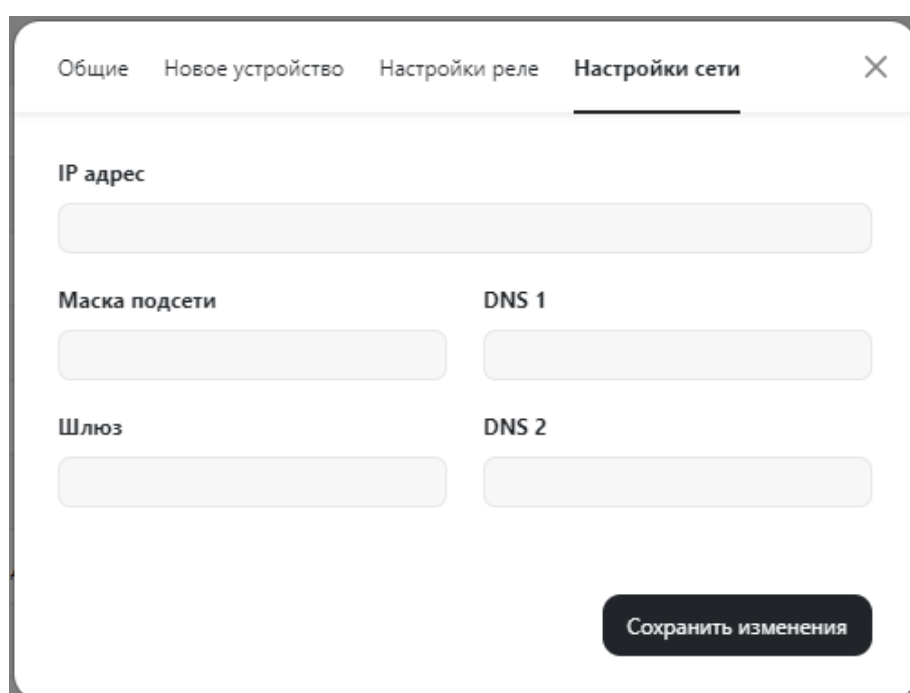 Общие Новое устройство Настройки реле Настройки сети
IP адрес
Маска подсети DNS 1
Шлюз DNS 2
Сохранить изменения